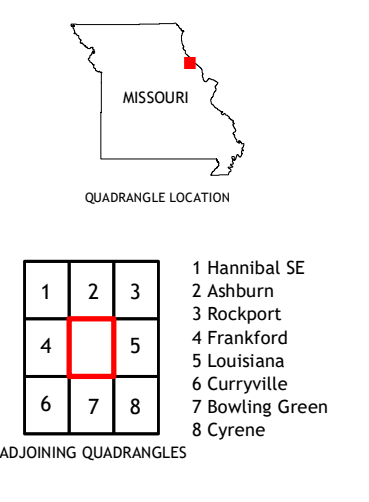 MISSOURI
QUADRANGLE LOCATION
1 2 3
4 5
6 7 8
ADJOINING QUADRANGLES
1 Hannibal SE
2 Ashburn
3 Rockport
4 Frankford
5 Louisiana
6 Curryville
7 Bowling Green
8 Cyrene